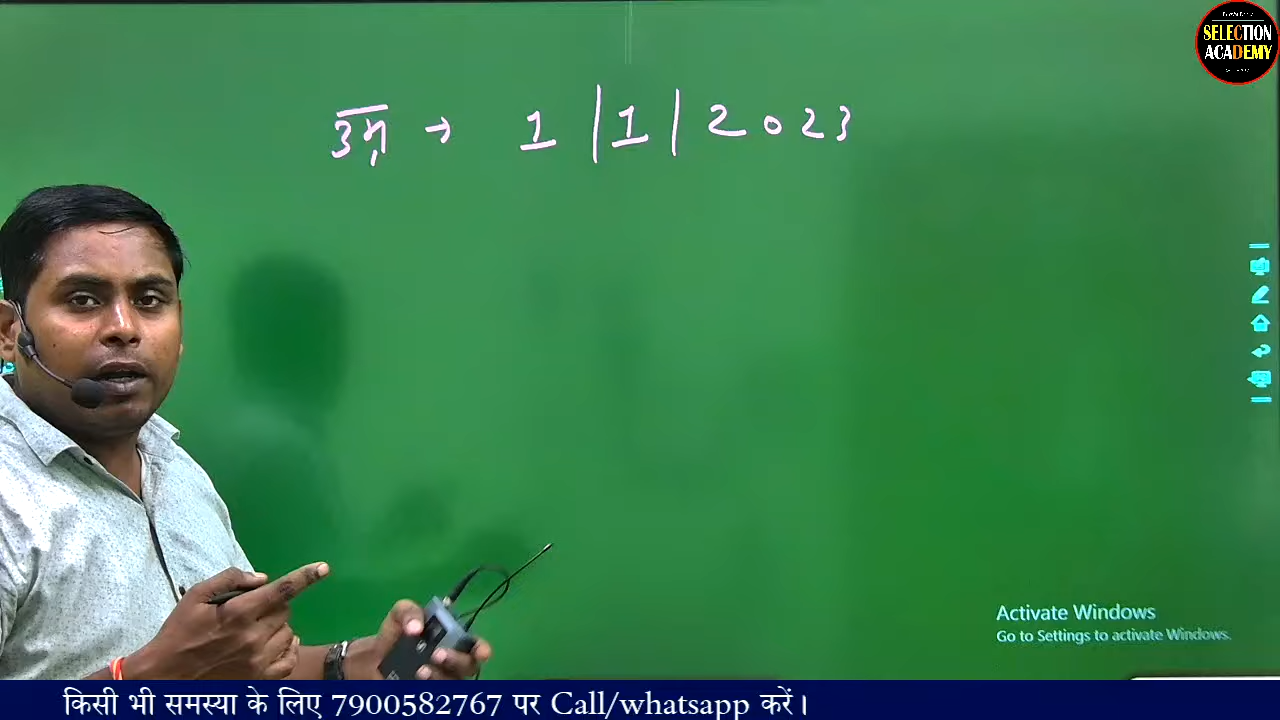 SELECTION
ACADEMY
उम्र → 1 | 1 | 2023
Activate Windows
Go to Settings to activate Windows.
किसी भी समस्या के लिए 7900582767 पर Call/whatsapp करें।